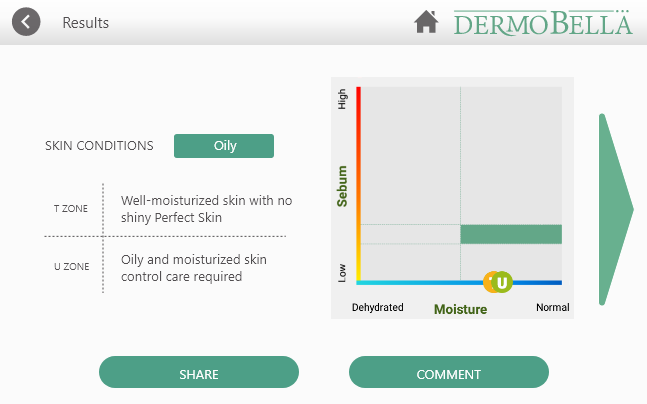 Results
DERMOBELLA
SKIN CONDITIONS
Oily
T ZONE
Well-moisturized skin with no
shiny Perfect Skin
U ZONE
Oily and moisturized skin
control care required
High
Sebum
Low
U
Dehydrated
Moisture
Normal
SHARE
COMMENT